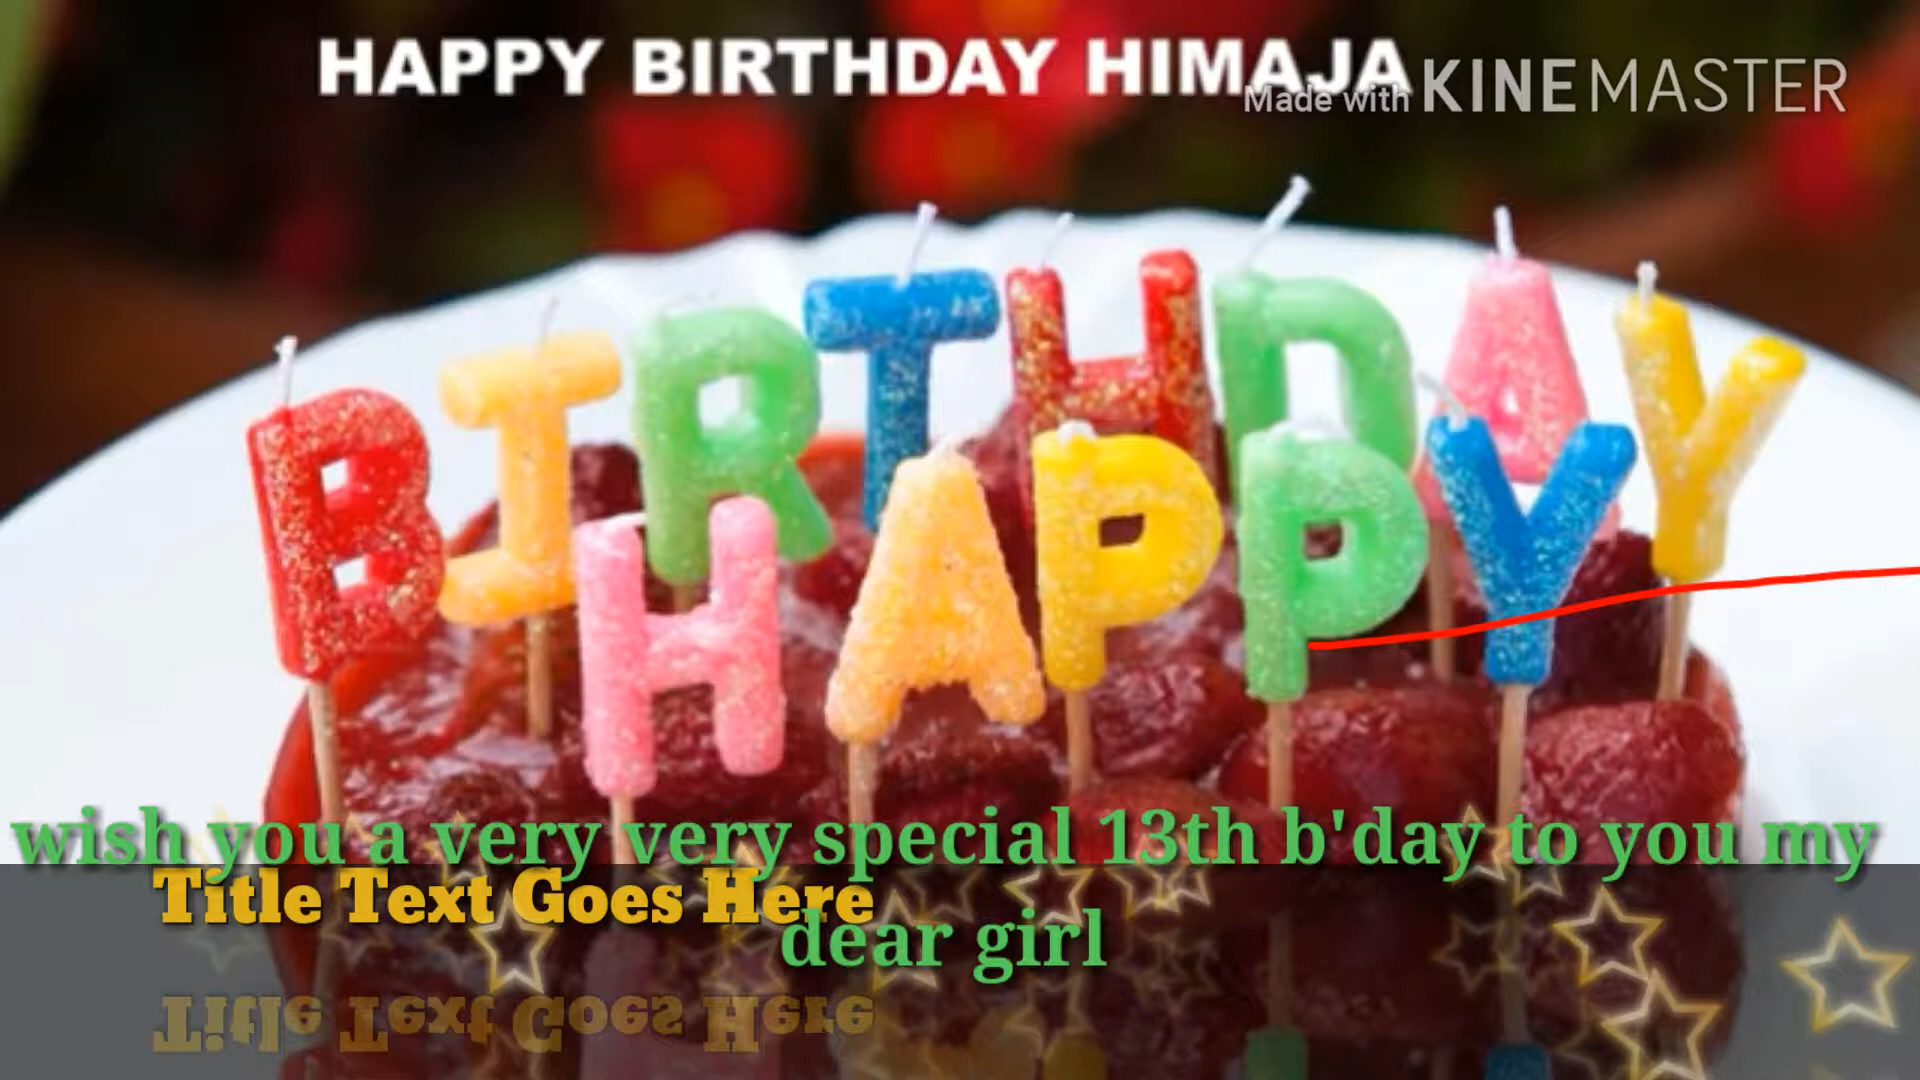 HAPPY BIRTHDAY HIMAJA
Made with KINEMASTER
BIRTHDAY
HAPPY
wish you a very very special 13th b'day to you my
Title Text Goes Here
dear girl
Title Text Goes Here